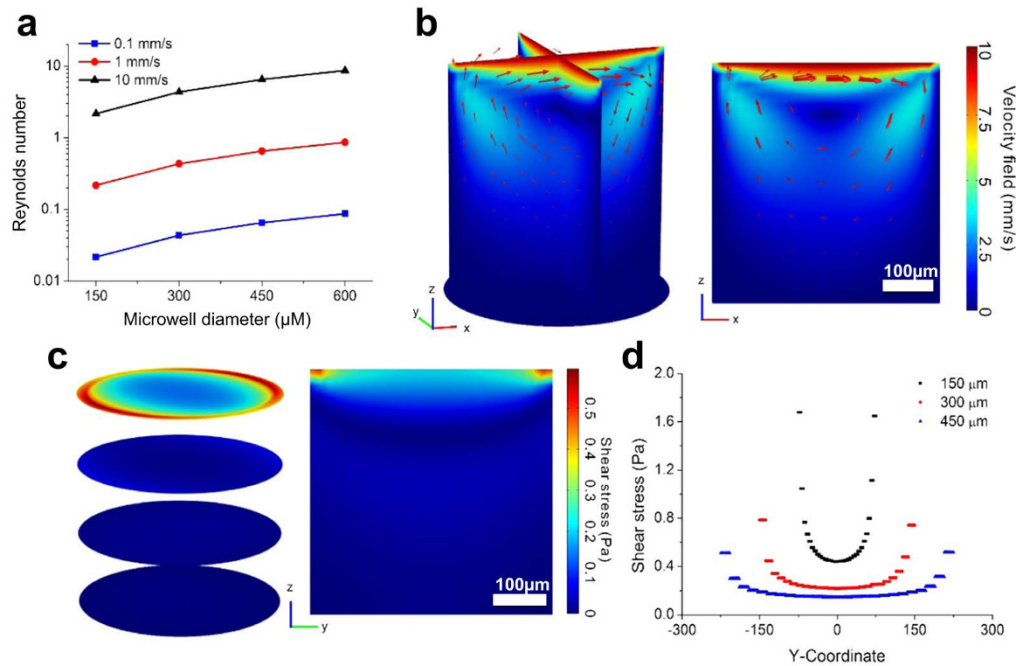 a
0.1 mm/s
1 mm/s
10 mm/s
10
1
0.1
0.01
Reynolds number
150
300
450
600
Microwell diameter (µM)
b
z
y
x
z
x
100µm
10
7.5
5
2.5
0
Velocity field (mm/s)
c
z
y
100µm
0.5
0.4
0.3
0.2
0.1
0
Shear stress (Pa)
d
2.0
1.6
1.2
0.8
0.4
0.0
Shear stress (Pa)
150 µm
300 µm
450 µm
-300
-150
0
150
300
Y-Coordinate